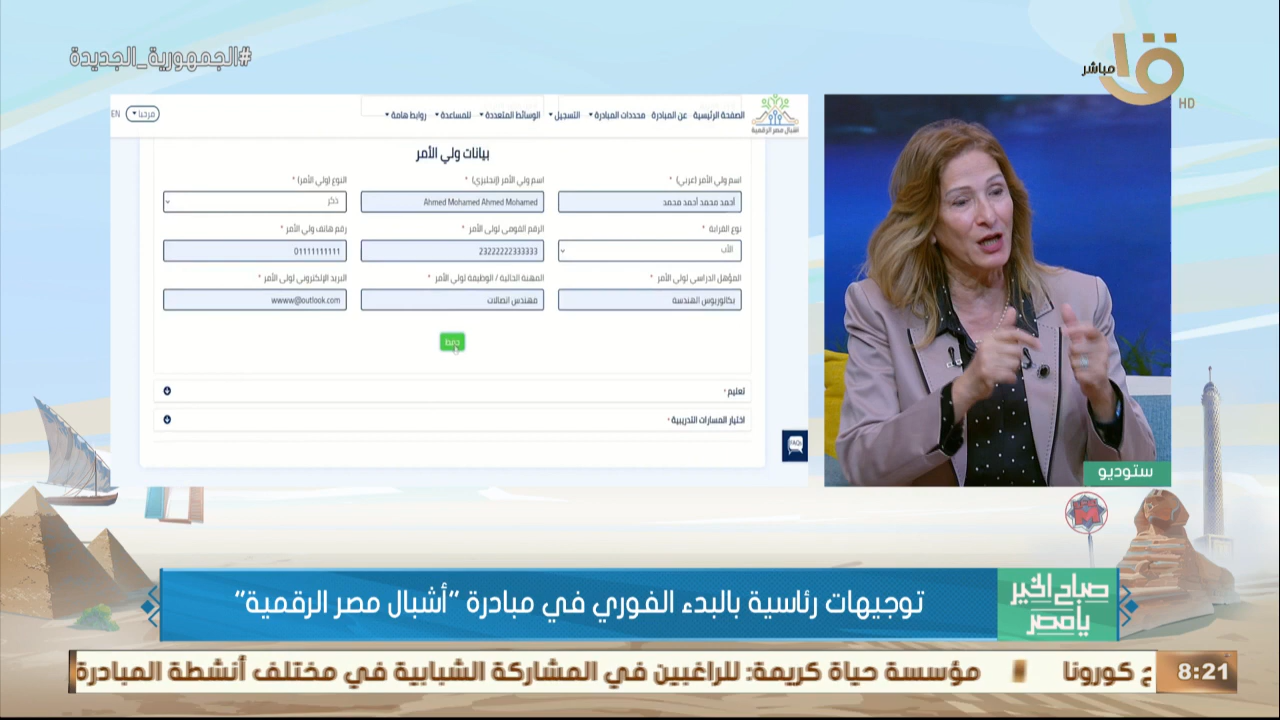 #الجمهورية_الجديدة
مباشر
HD
EN
مرحبا
الصفحة الرئيسية عن المبادرة محددات المبادرة التسجيل الوسائط المتعددة للمساعدة روابط هامة
أشبال مصر الرقمية
بيانات ولي الأمر
اسم ولي الأمر (عربي) * اسم ولي الأمر (إنجليزي) * النوع (ولي الأمر) *
أحمد محمد أحمد محمد Ahmed Mohamed Ahmed Mohamed ذكر
نوع القرابة * الرقم القومي لولي الأمر * رقم هاتف ولي الأمر *
الأب 23222222333333 01111111111
المؤهل الدراسي لولي الأمر * المهنة الحالية / الوظيفة لولي الأمر * البريد الإلكتروني لولي الأمر *
بكالوريوس الهندسة مهندس اتصالات wwww@outlook.com
حفظ
تعليم *
اختيار المسارات التدريبية *
FAQs
ستوديو
M
صباح الخير يا مصر
توجيهات رئاسية بالبدء الفوري في مبادرة "أشبال مصر الرقمية"
8:21
ح كورونا مؤسسة حياة كريمة: للراغبين في المشاركة الشبابية في مختلف أنشطة المبادرة